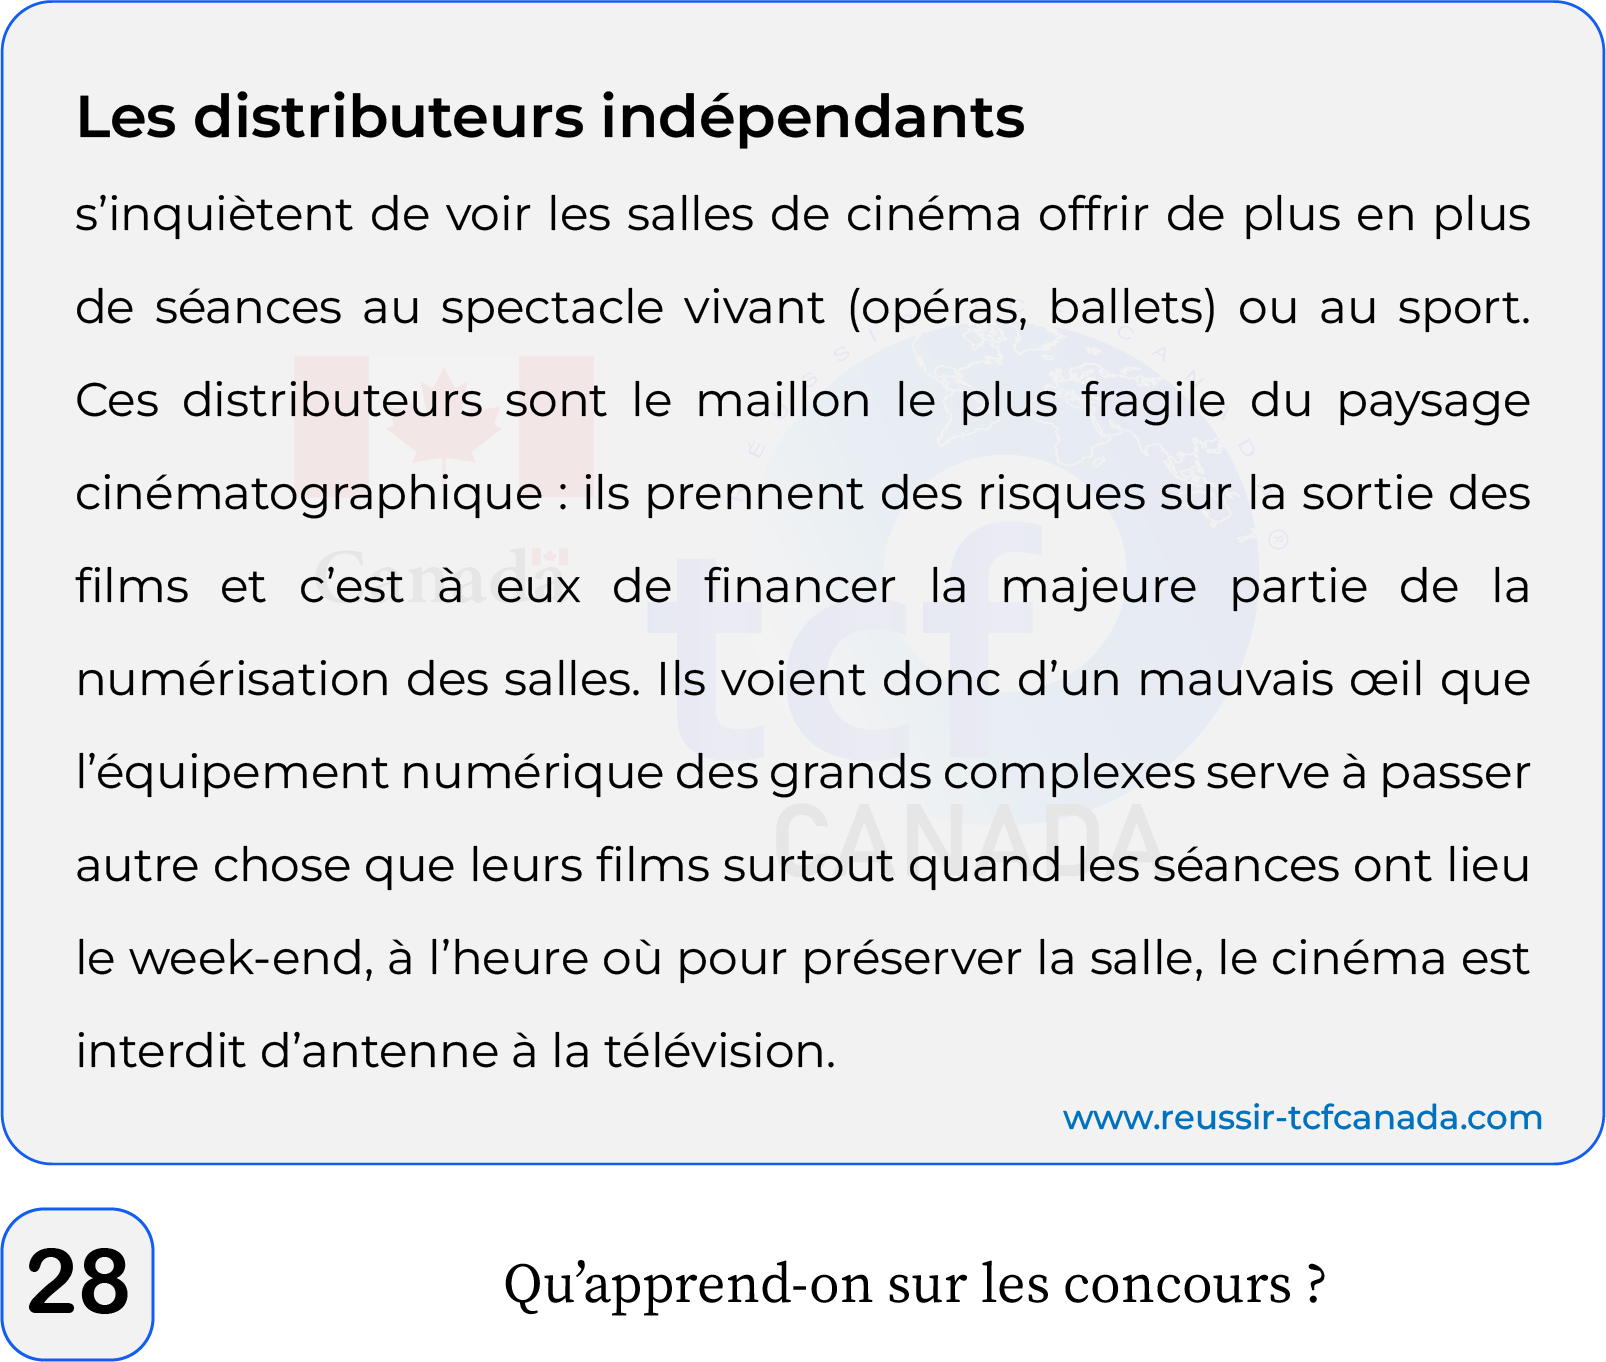 Les distributeurs indépendants
s’inquiètent de voir les salles de cinéma offrir de plus en plus
de séances au spectacle vivant (opéras, ballets) ou au sport.
Ces distributeurs sont le maillon le plus fragile du paysage
cinématographique : ils prennent des risques sur la sortie des
films et c’est à eux de financer la majeure partie de la
numérisation des salles. Ils voient donc d’un mauvais œil que
l’équipement numérique des grands complexes serve à passer
autre chose que leurs films surtout quand les séances ont lieu
le week-end, à l’heure où pour préserver la salle, le cinéma est
interdit d’antenne à la télévision.
Canada
tcf
CANADA
www.reussir-tcfcanada.com
28
Qu’apprend-on sur les concours ?